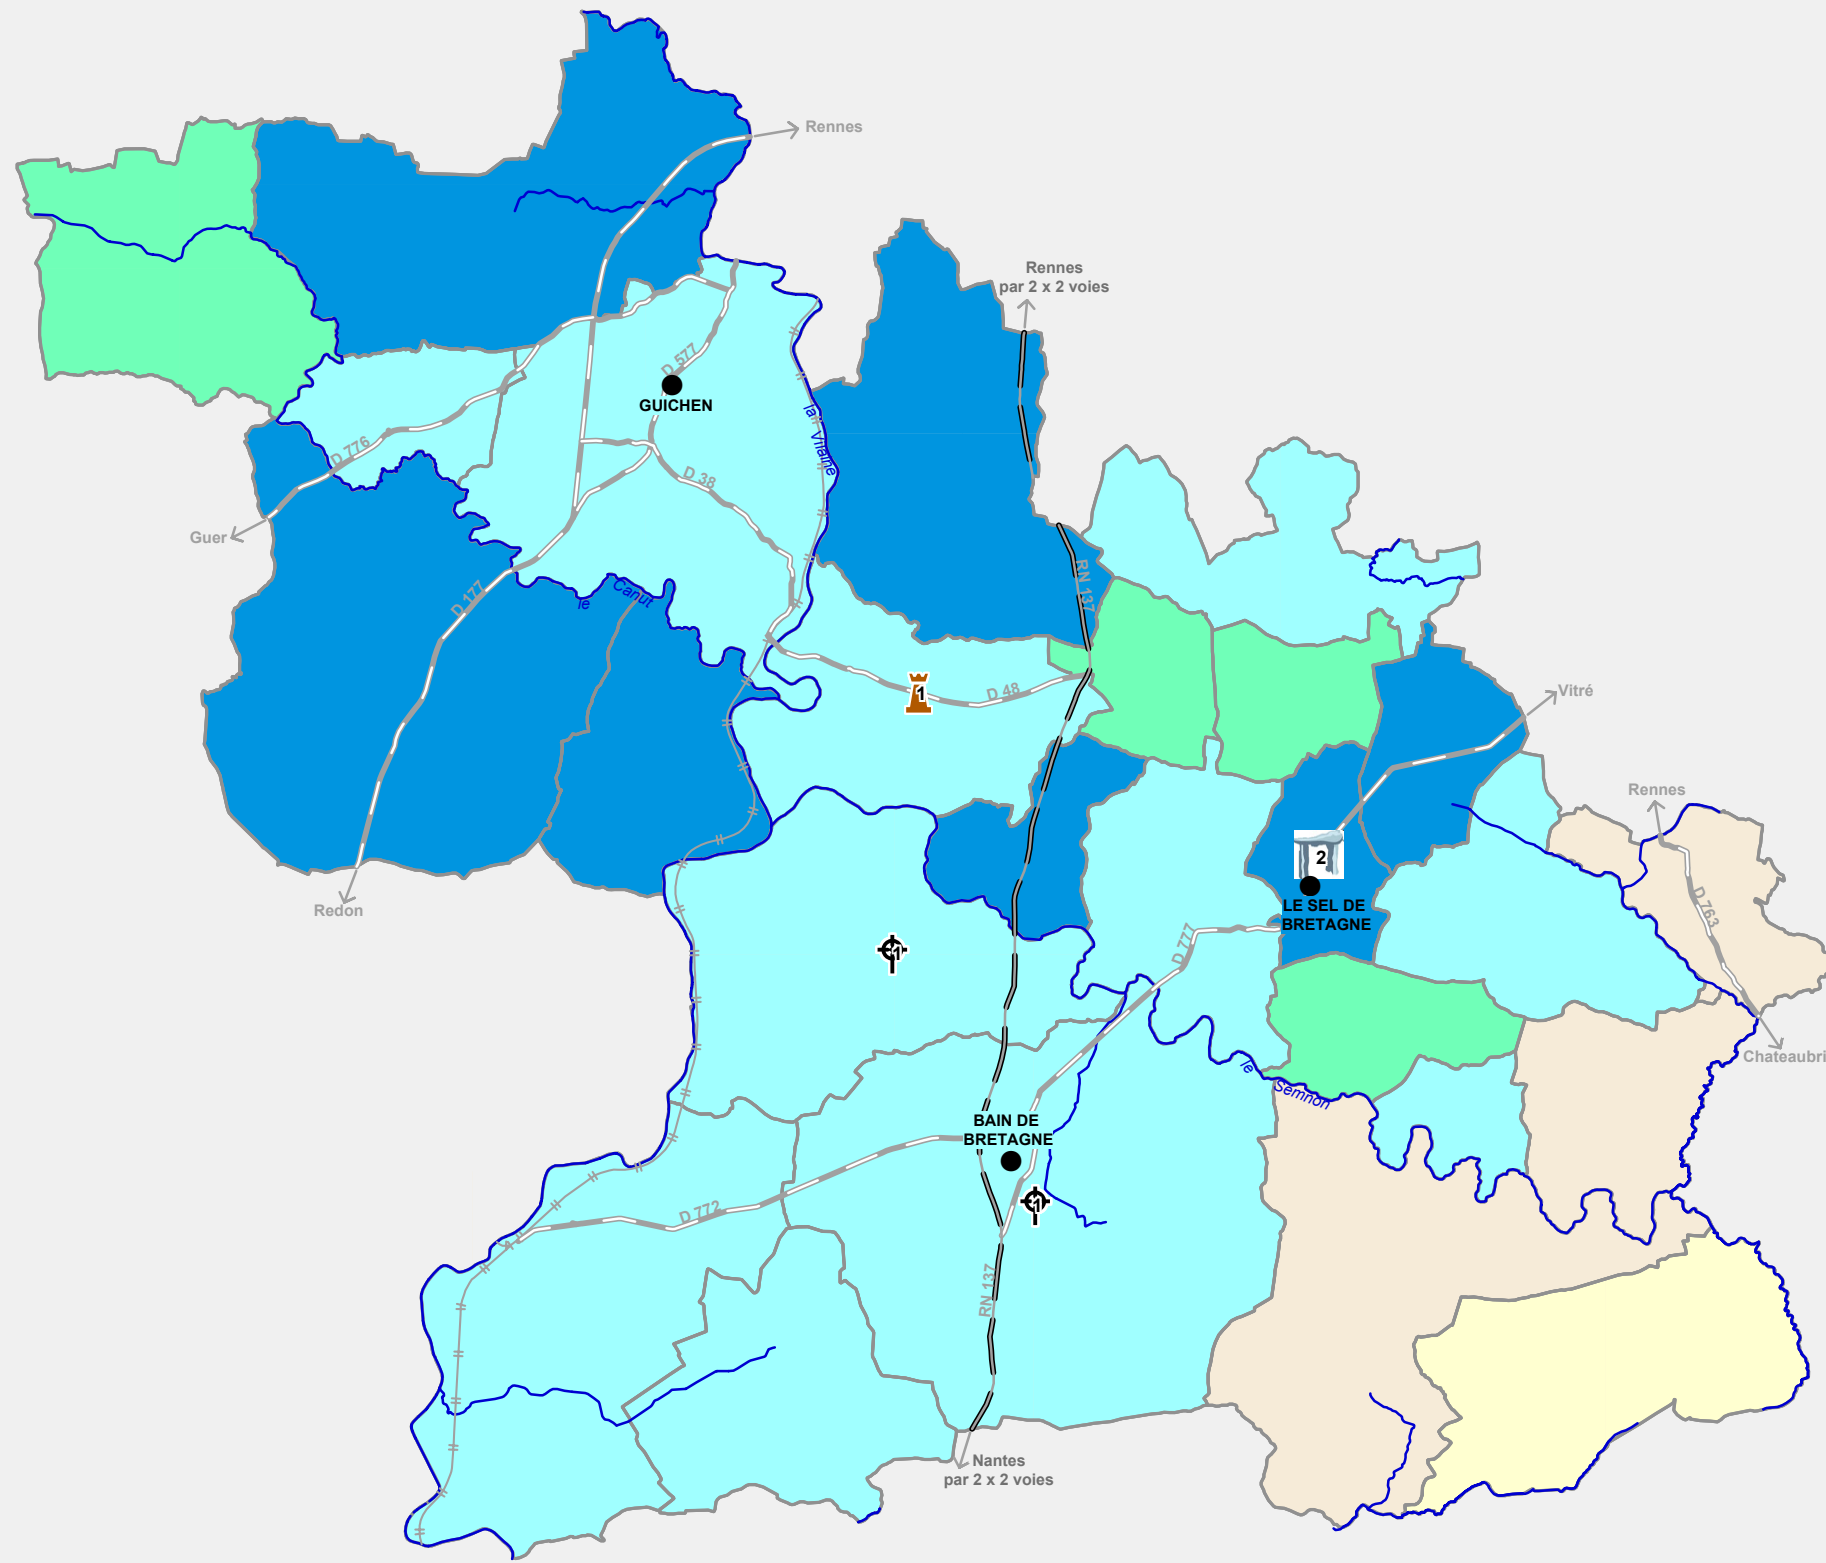 Rennes
Rennes
par 2 x 2 voies
D 577
GUICHEN
la Vilaine
D 776
D 38
Guer
RN 137
D 177
le Canut
1
D 48
Vitré
Rennes
2
D 763
LE SEL DE
BRETAGNE
Redon
D 777
1
Chateaubri
le Semnon
BAIN DE
BRETAGNE
1
D 772
RN 137
Nantes
par 2 x 2 voies